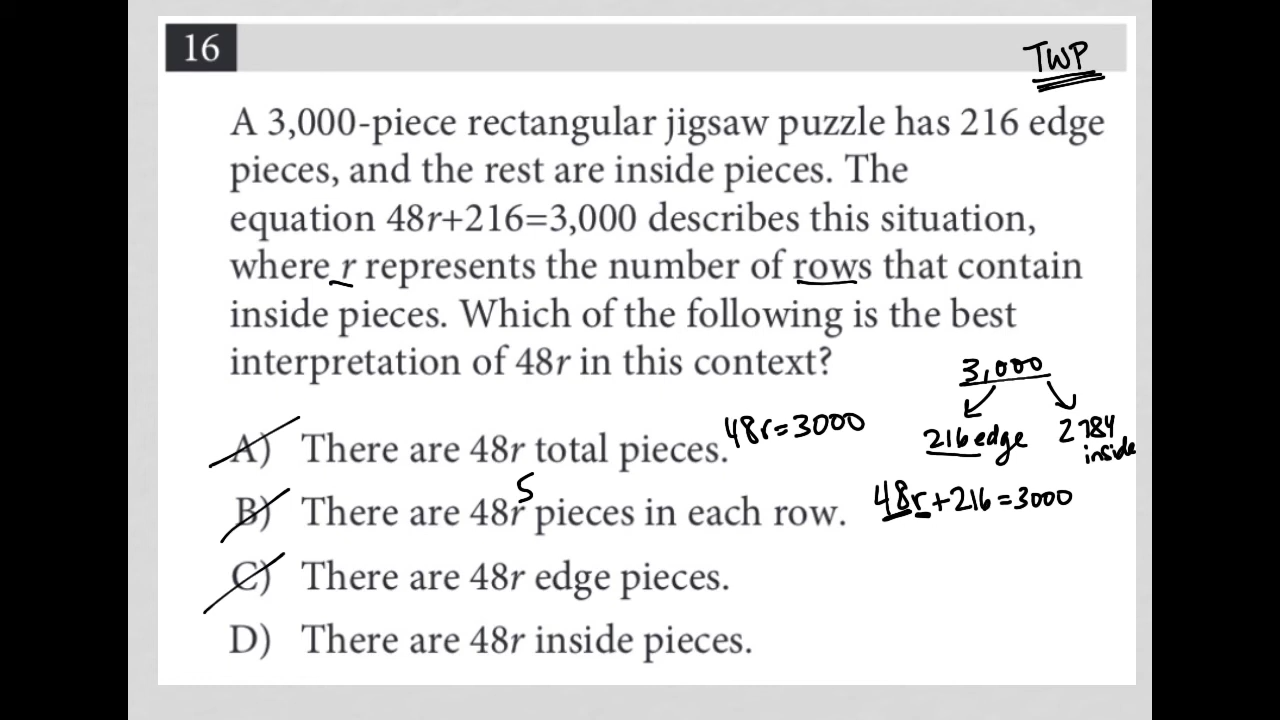 16
TWP
A 3,000-piece rectangular jigsaw puzzle has 216 edge
pieces, and the rest are inside pieces. The
equation 48r+216=3,000 describes this situation,
where r represents the number of rows that contain
inside pieces. Which of the following is the best
interpretation of 48r in this context?
3,000
216 edge
2784 inside
48r+216=3000
A) There are 48r total pieces.
48r=3000
B) There are 48r pieces in each row.
5
C) There are 48r edge pieces.
D) There are 48r inside pieces.